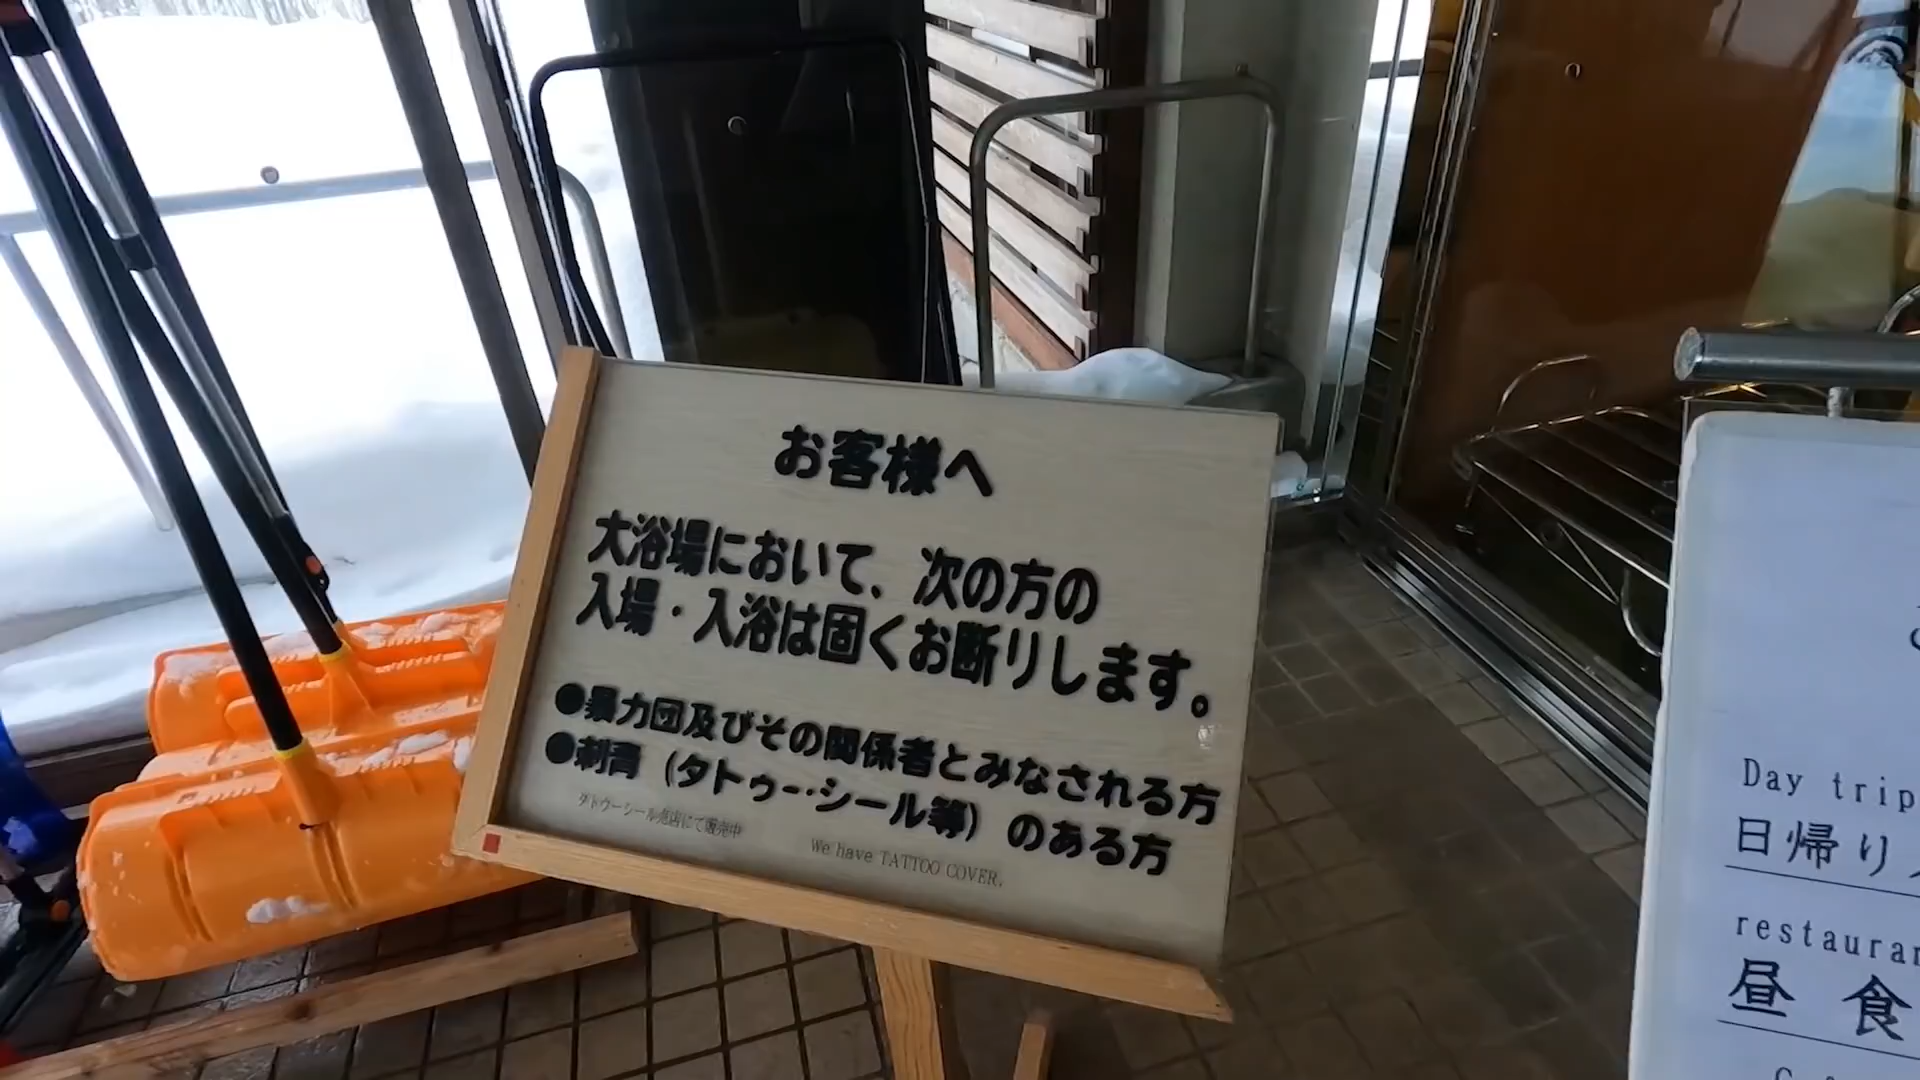 お客様へ
大浴場において、次の方の
入場・入浴は固くお断りします。
●暴力団及びその関係者とみなされる方
●刺青（タトゥー・シール等）のある方
タトゥーシール売店にて販売中
We have TATTOO COVER.
Day trip
日帰り
restauran
昼食